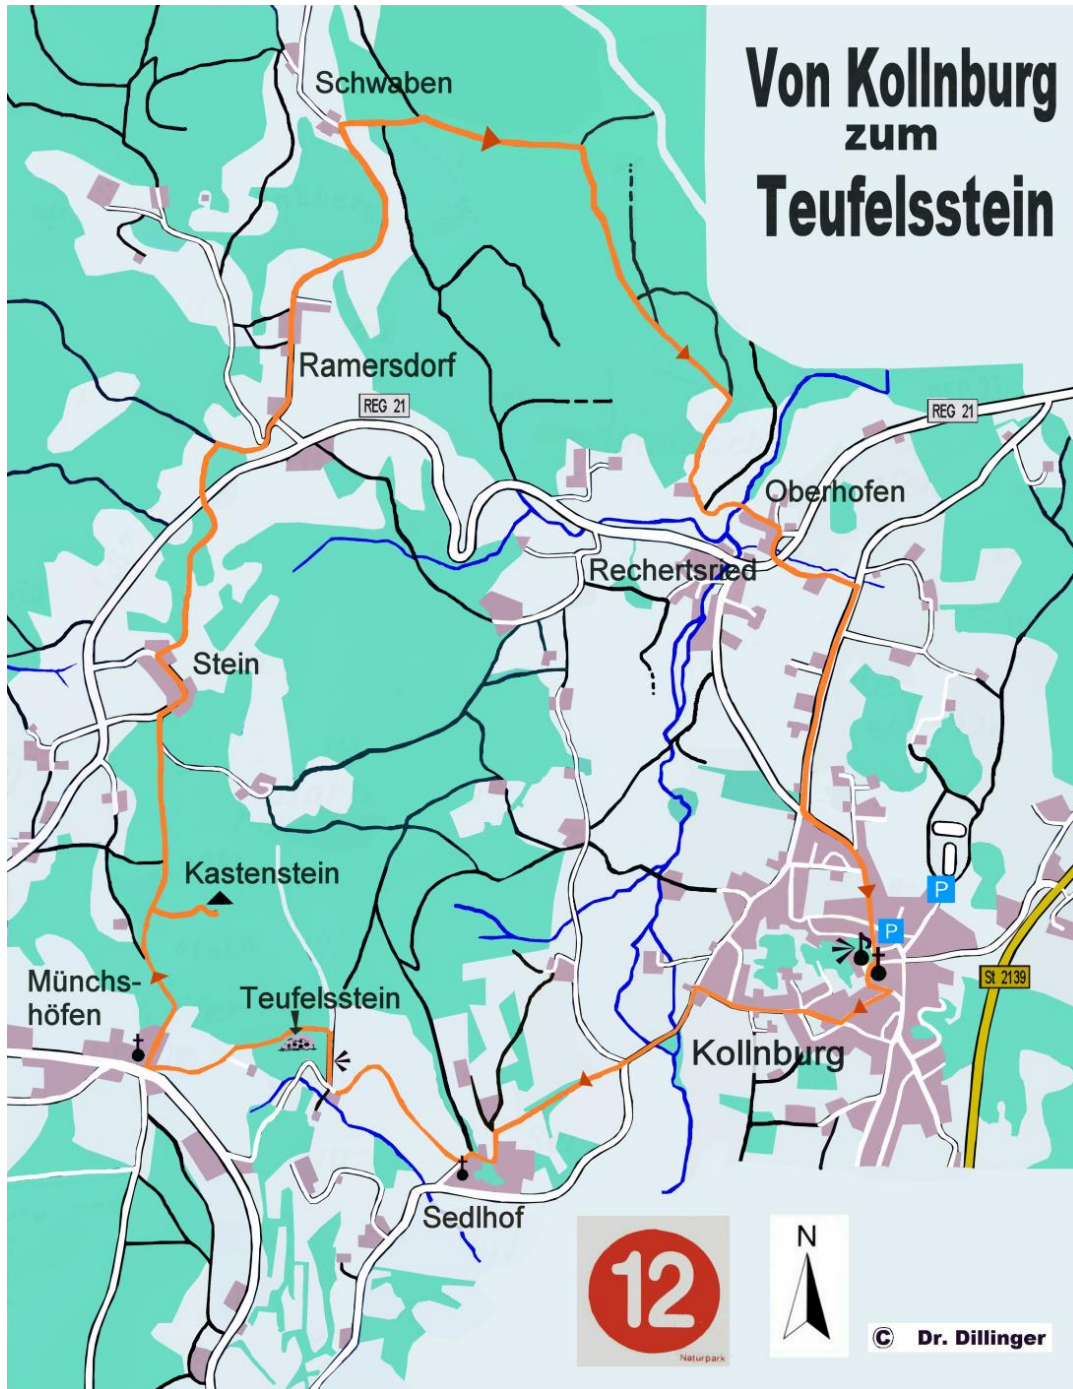 Von Kollnburg
zum
Teufelsstein
Schwaben
Ramersdorf
REG 21
REG 21
Oberhofen
Rechertsried
Stein
Kastenstein
P
P
Münchs-
höfen
Teufelsstein
St 2139
Kollnburg
Sedlhof
12
Naturpark
N
© Dr. Dillinger